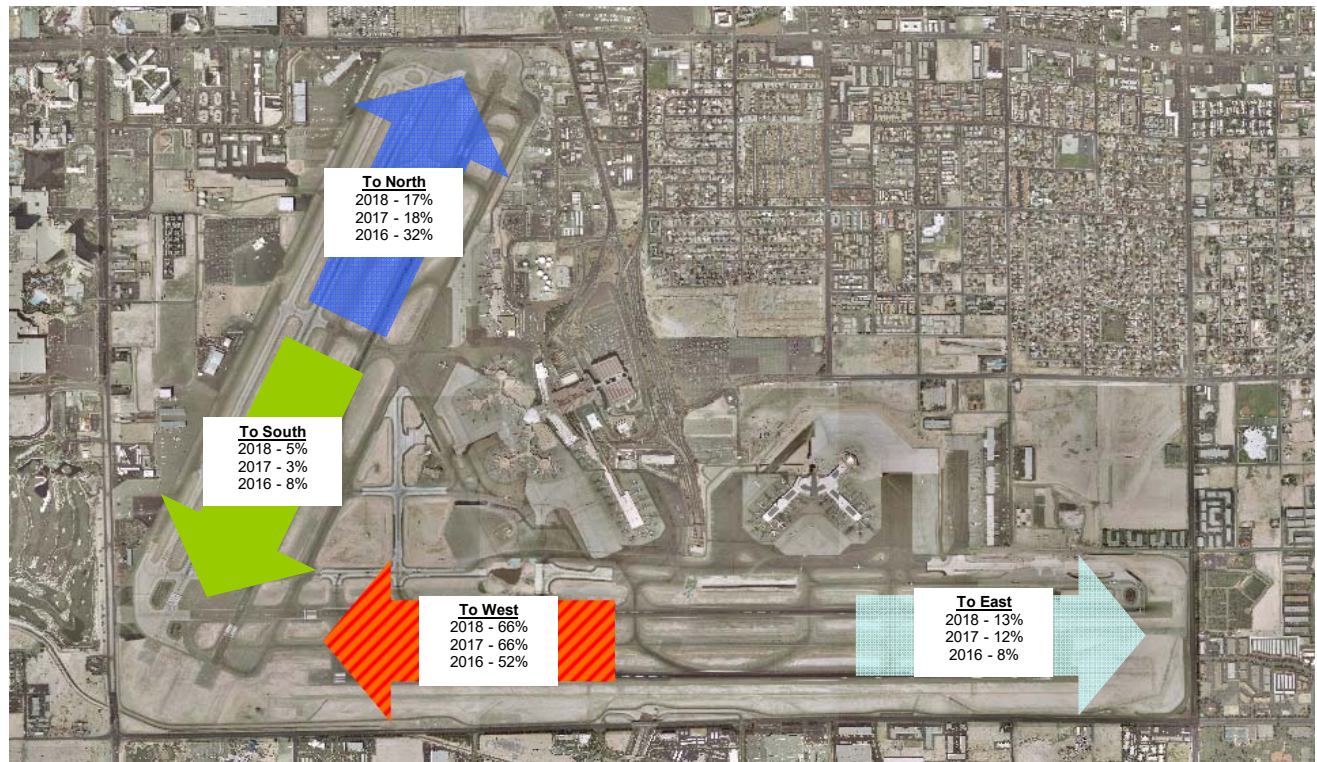 To North
2018 - 17%
2017 - 18%
2016 - 32%
To South
2018 - 5%
2017 - 3%
2016 - 8%
To West
2018 - 66%
2017 - 66%
2016 - 52%
To East
2018 - 13%
2017 - 12%
2016 - 8%